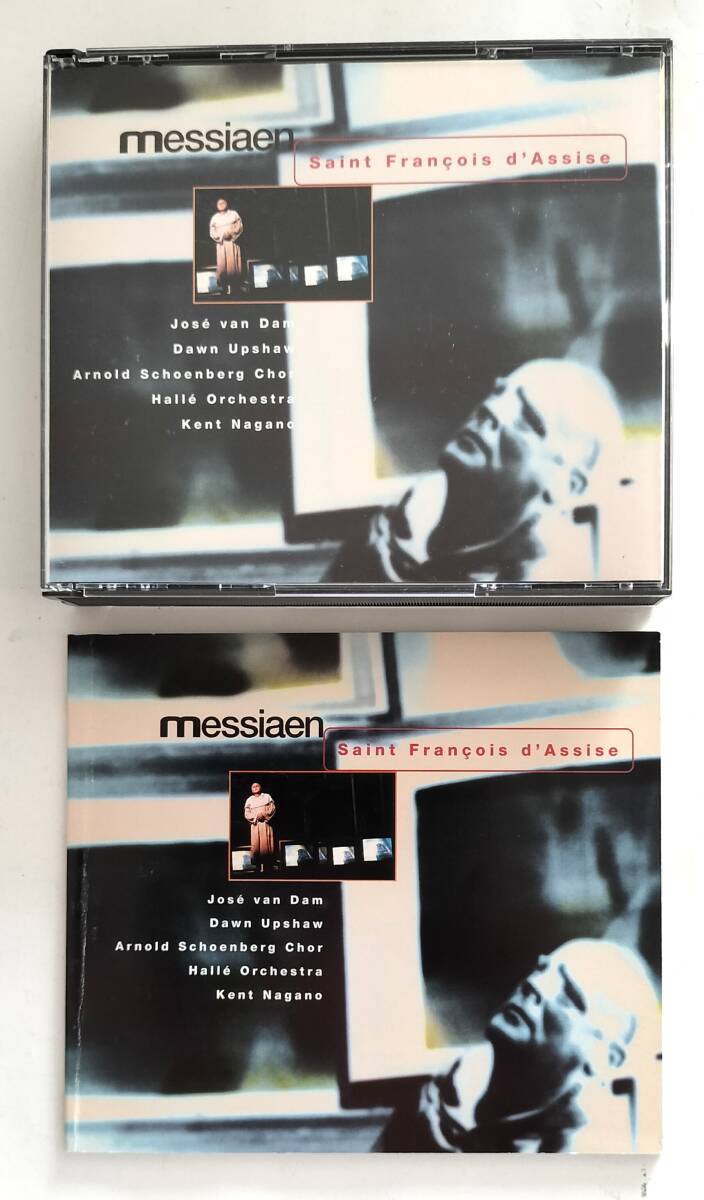 messiaen
Saint François d'Assise
José van Dam
Dawn Upshaw
Arnold Schoenberg Chor
Hallé Orchestra
Kent Nagano
messiaen
Saint François d'Assise
José van Dam
Dawn Upshaw
Arnold Schoenberg Chor
Hallé Orchestra
Kent Nagano